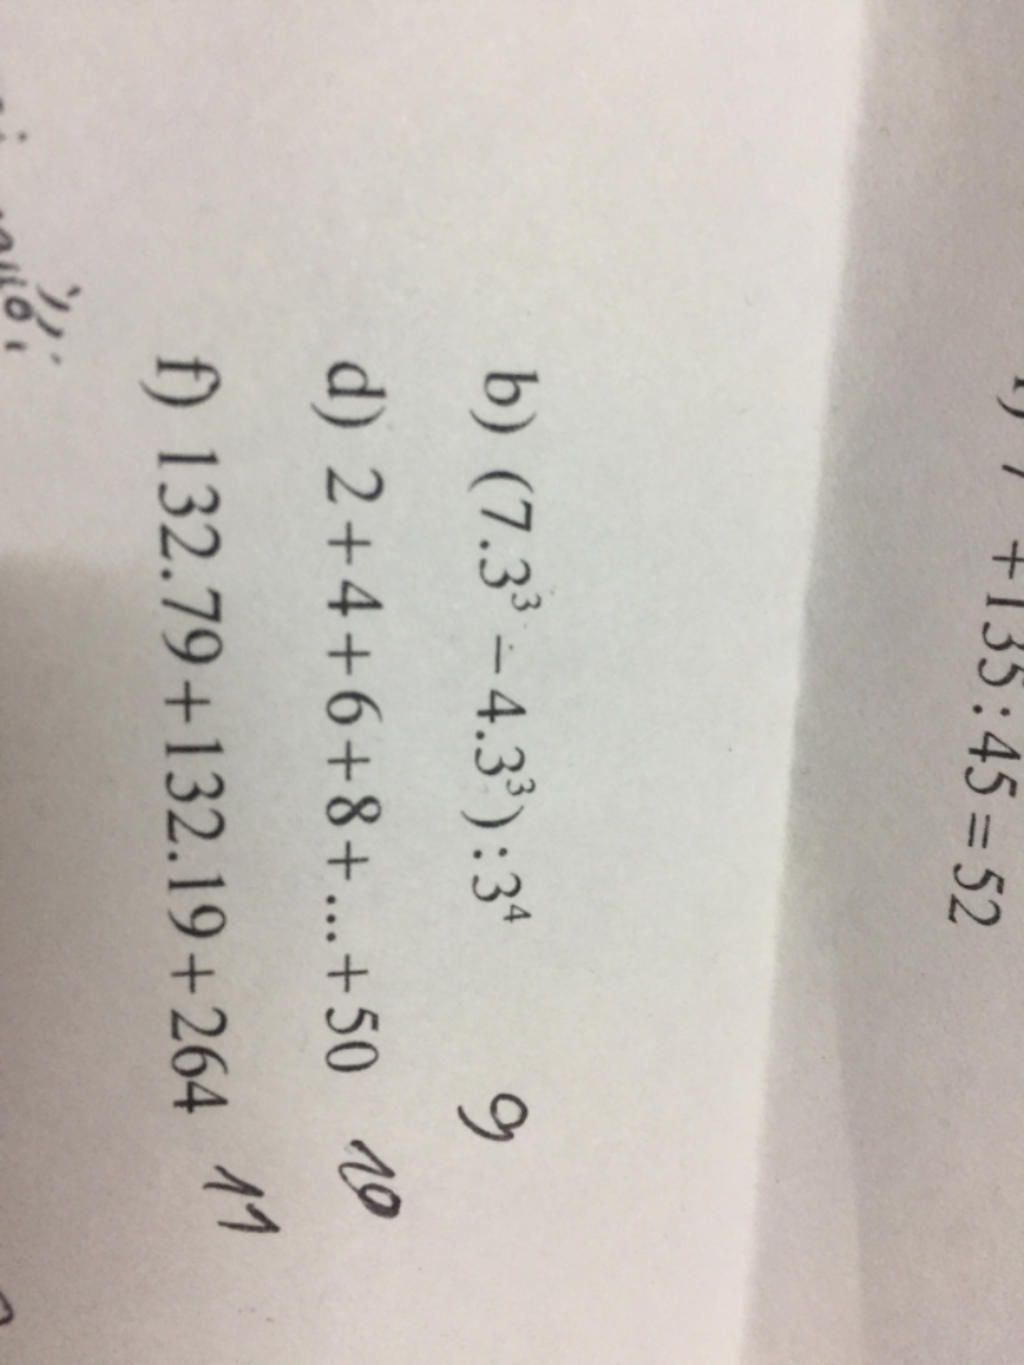 +135:45=52
b) (7.3³ − 4.3³):3⁴ 9
d) 2+4+6+8+...+50 10
f) 132.79+132.19+264 11